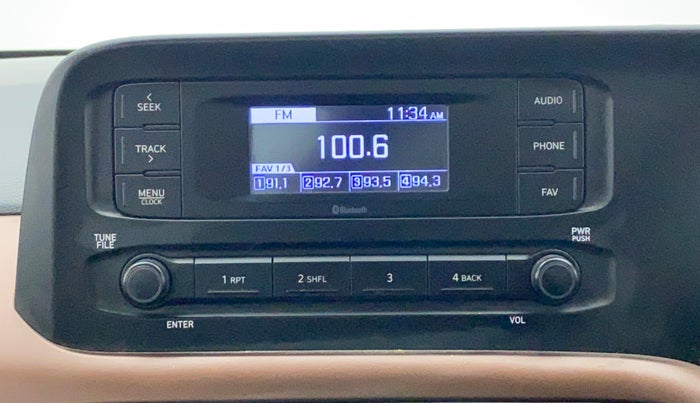 < SEEK
TRACK >
MENU
CLOCK
FM 11:34 AM
100.6
FAV 1/3
1 91.1 2 92.7 3 93.5 4 94.3
Bluetooth
AUDIO
PHONE
FAV
TUNE
FILE
PWR
PUSH
1 RPT 2 SHFL 3 4 BACK
ENTER VOL